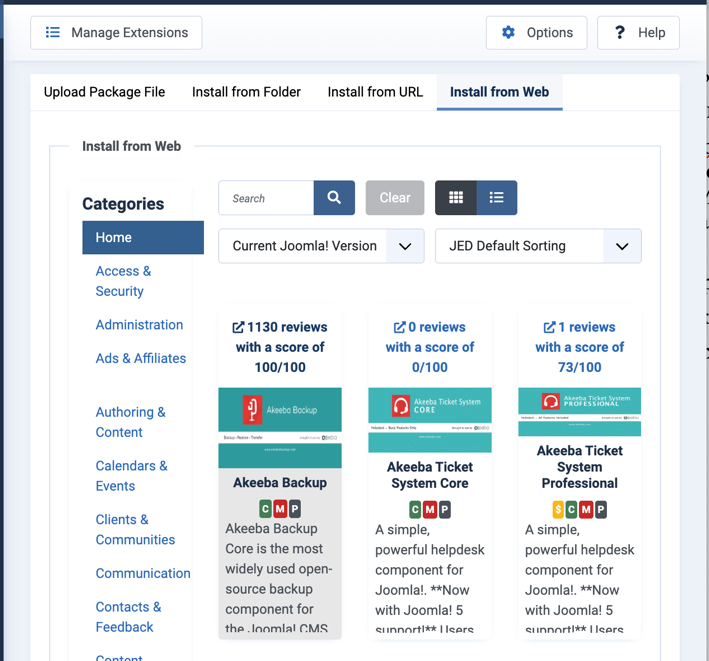 Manage Extensions
Options
Help
Upload Package File
Install from Folder
Install from URL
Install from Web
Install from Web
Categories
Home
Access &
Security
Administration
Ads & Affiliates
Authoring &
Content
Calendars &
Events
Clients &
Communities
Communication
Contacts &
Feedback
Content
Search
Clear
Current Joomla! Version
JED Default Sorting
1130 reviews
with a score of
100/100
Akeeba Backup
Akeeba Backup
C M P
Akeeba Backup
Core is the most
widely used open-
source backup
component for
the Joomla! CMS
0 reviews
with a score of
0/100
Akeeba Ticket System
CORE
Akeeba Ticket
System Core
C M P
A simple,
powerful helpdesk
component for
Joomla!. **Now
with Joomla! 5
support!** Users
1 reviews
with a score of
73/100
Akeeba Ticket System
PROFESSIONAL
Akeeba Ticket
System
Professional
$ C M P
A simple,
powerful helpdesk
component for
Joomla!. **Now
with Joomla! 5
support!** Users